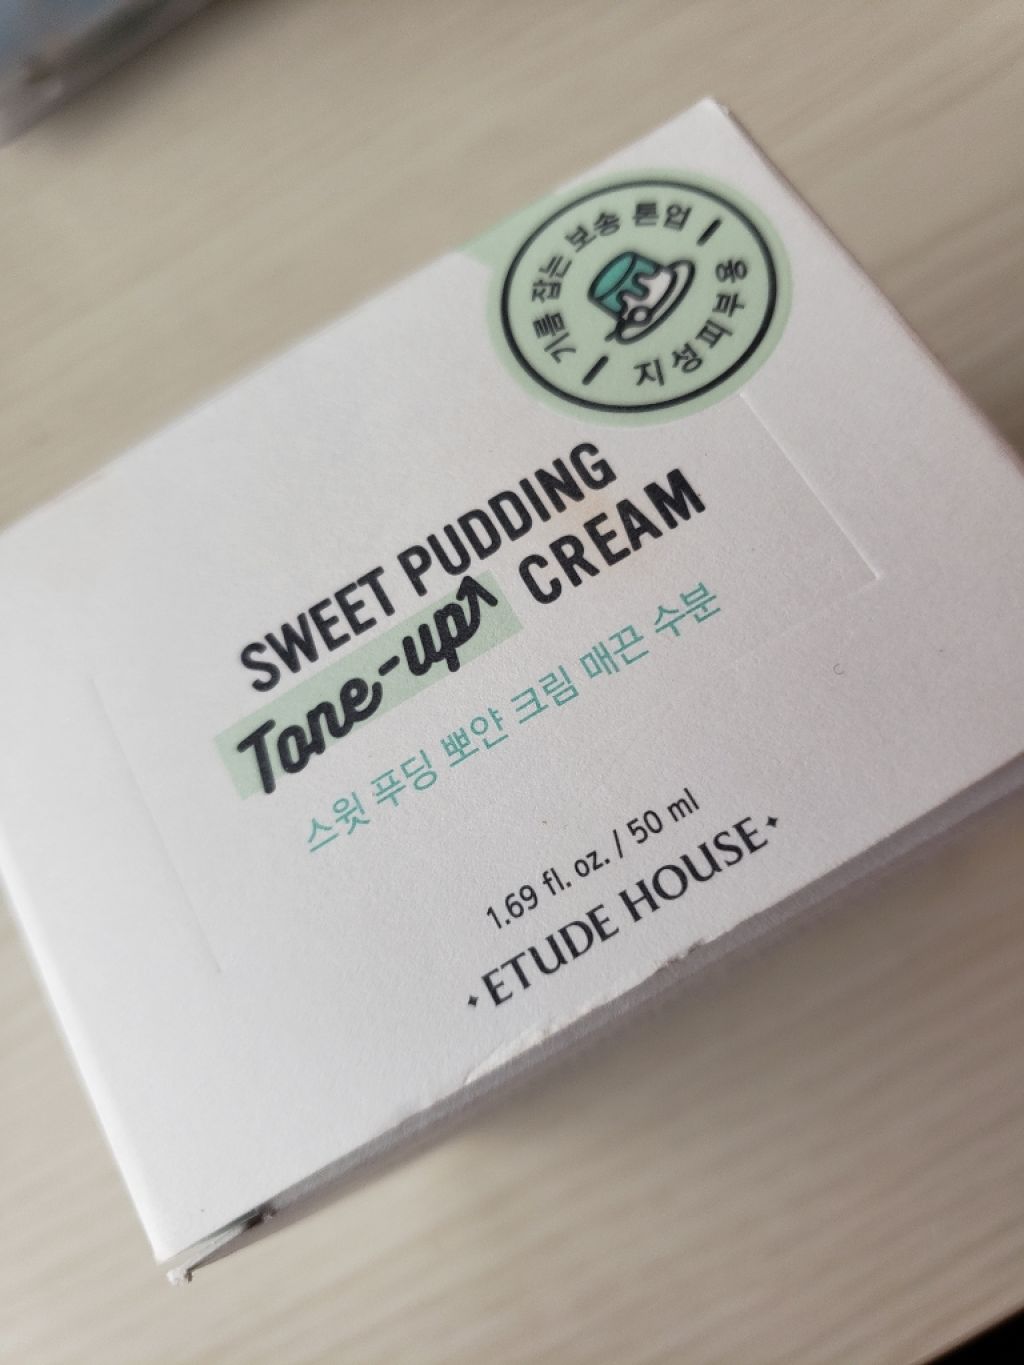 기름 잡는 보송 톤업
지성피부용
SWEET PUDDING
Tone-up CREAM
스윗 푸딩 뽀얀 크림 매끈 수분
1.69 fl. oz. / 50 ml
ETUDE HOUSE